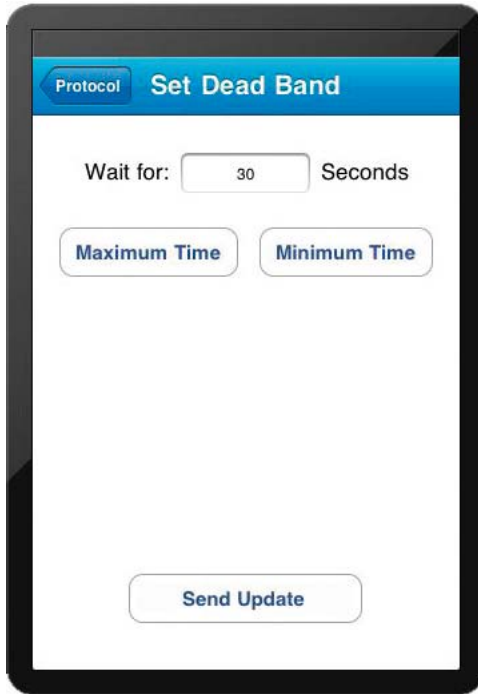 Protocol Set Dead Band
Wait for: 30 Seconds
Maximum Time Minimum Time
Send Update